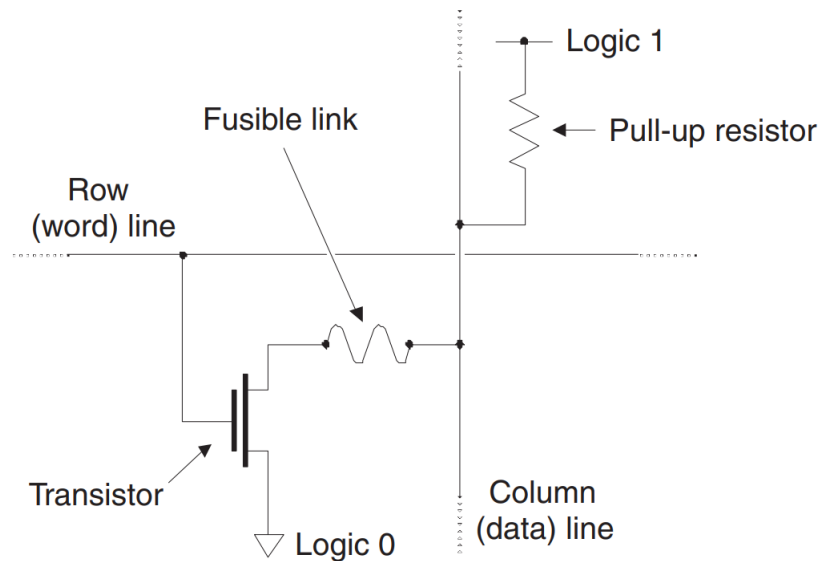 Logic 1
Fusible link
Pull-up resistor
Row
(word) line
Transistor
Column
(data) line
Logic 0